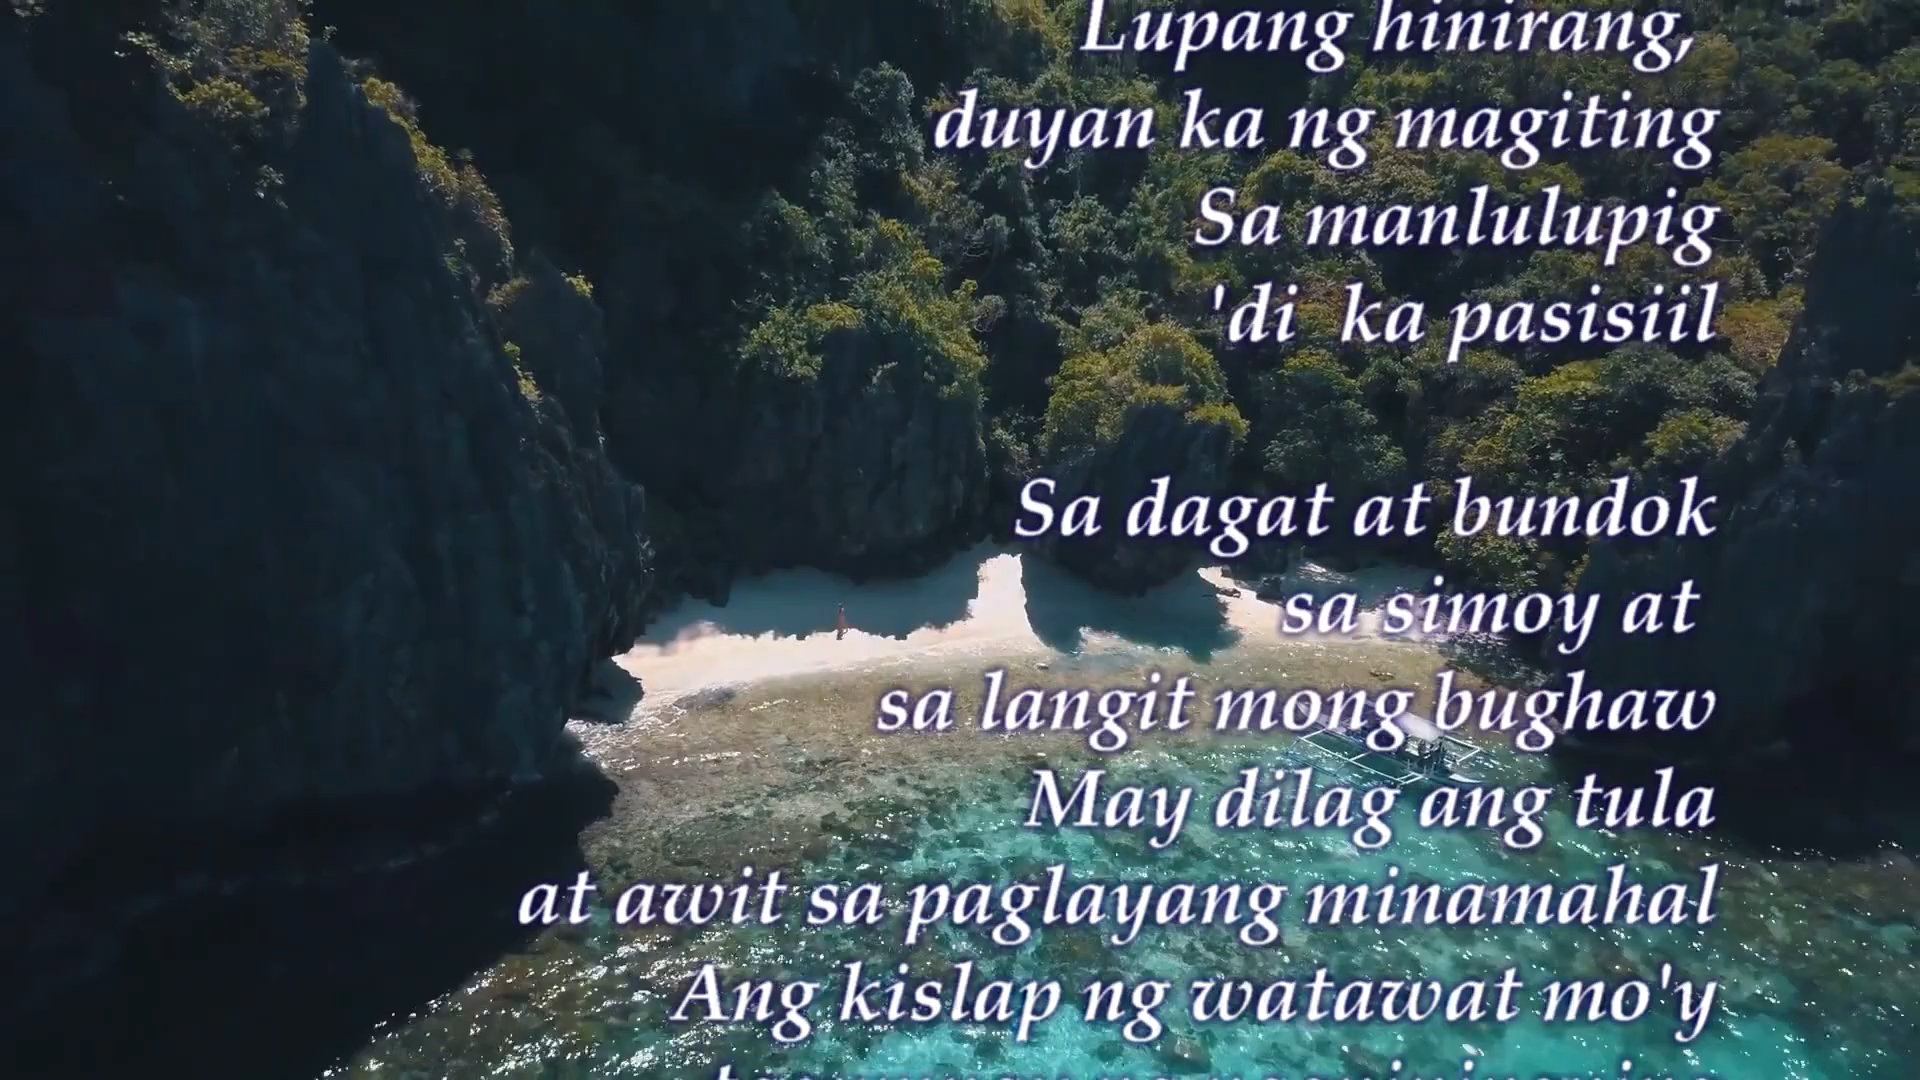 Lupang hinirang,
duyan ka ng magiting
Sa manlulupig
'di ka pasisiil
Sa dagat at bundok
sa simoy at
sa langit mong bughaw
May dilag ang tula
at awit sa paglayang minamahal
Ang kislap ng watawat mo'y